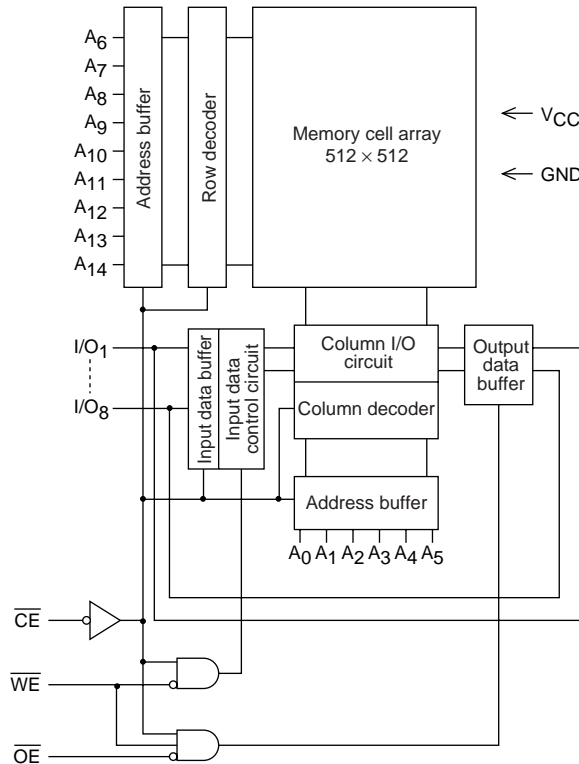 A6
A7
A8
A9
A10
A11
A12
A13
A14
Address buffer
Row decoder
Memory cell array
512 × 512
VCC
GND
I/O1
I/O8
Input data buffer
Input data
control circuit
Column I/O
circuit
Column decoder
Output
data
buffer
Address buffer
A0 A1 A2 A3 A4 A5
CE
WE
OE